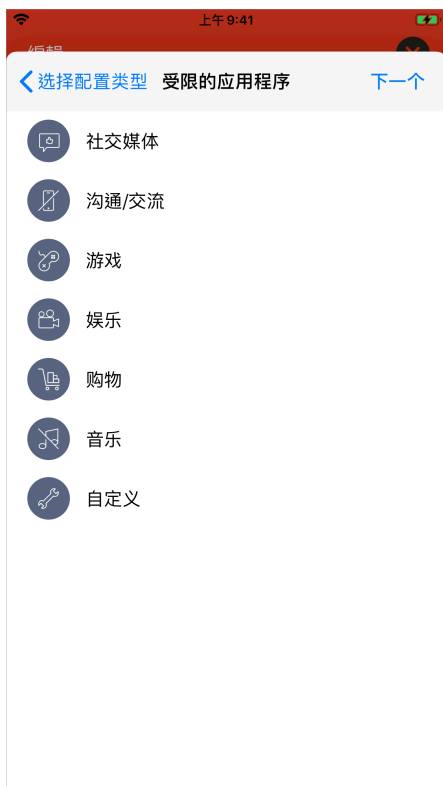 上午9:41
编辑
选择配置类型 受限的应用程序 下一个
社交媒体
沟通/交流
游戏
娱乐
购物
音乐
自定义